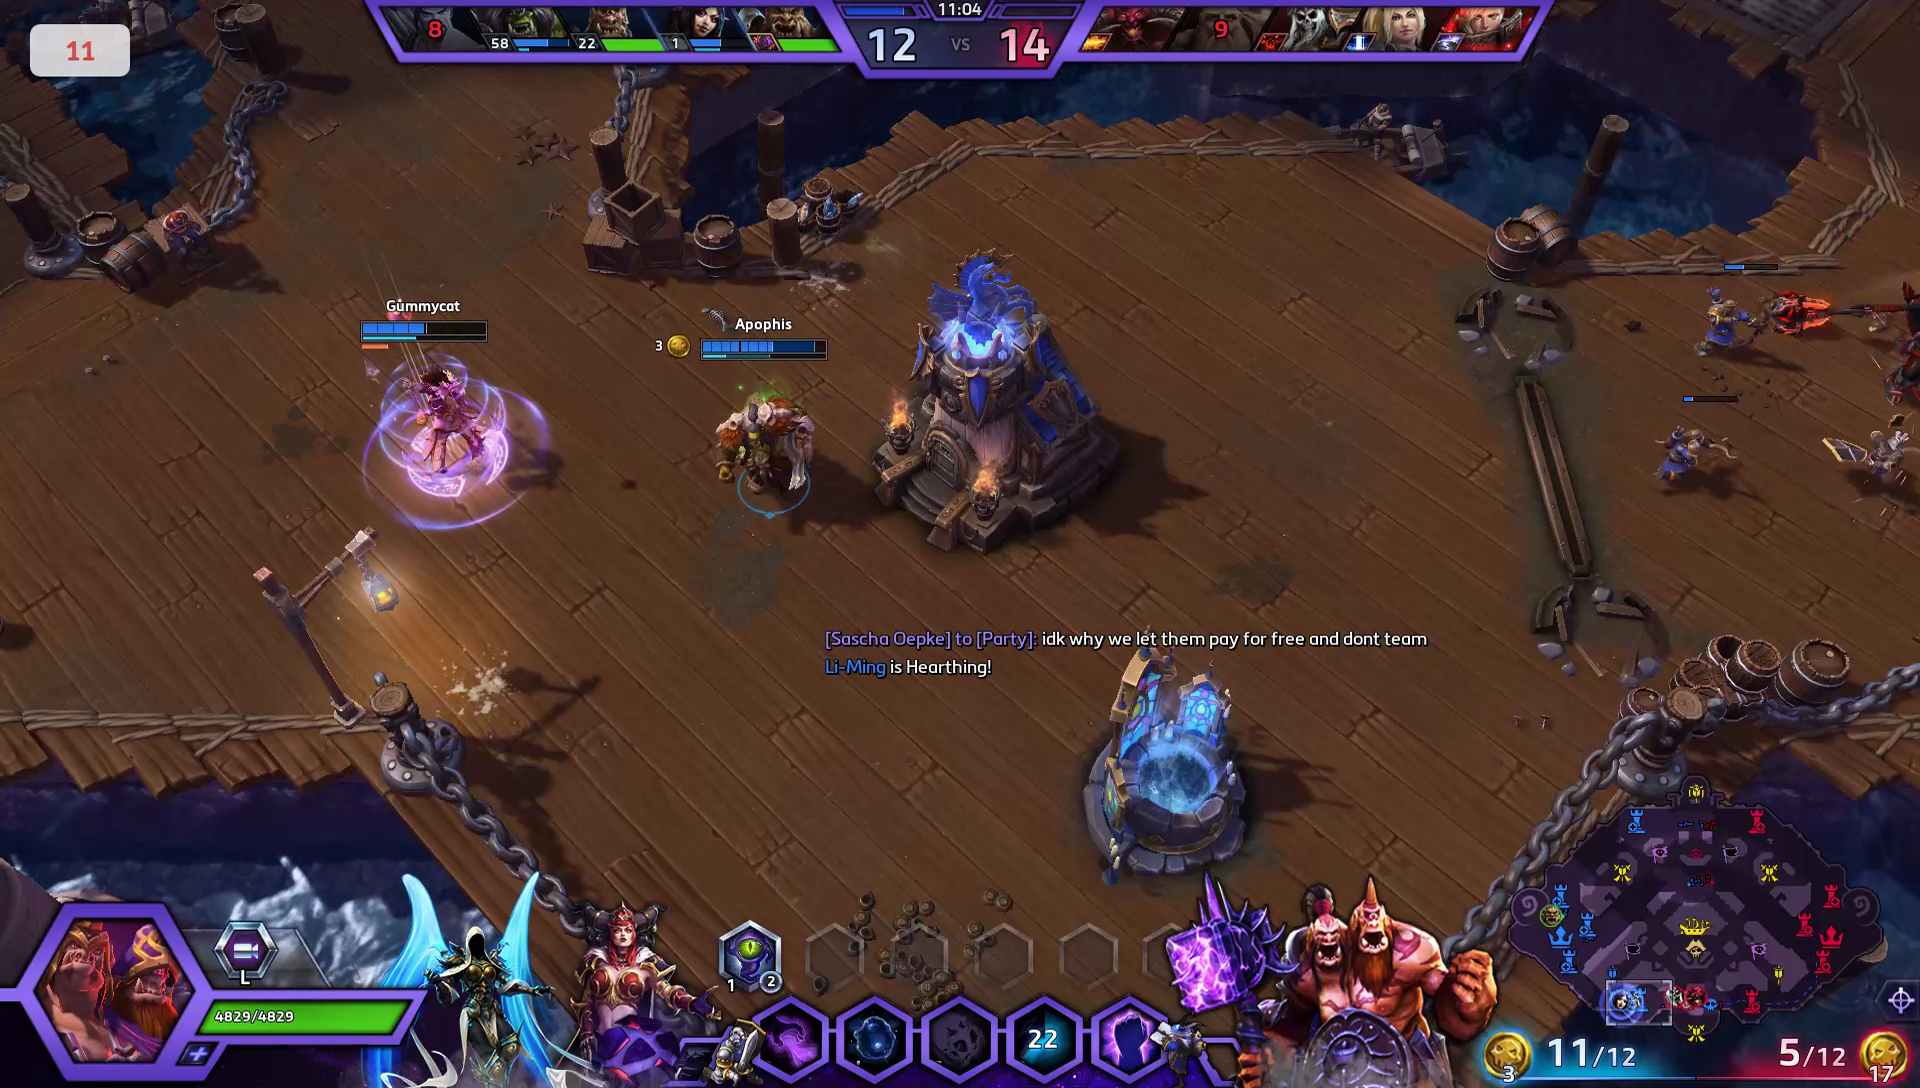 11
8
58
22
1
11:04
12 VS 14
9
Gummycat
3
Apophis
[Sascha Oepke] to [Party]: idk why we let them pay for free and dont team
Li-Ming is Hearthing!
L
4829/4829
1
2
22
11/12
3
5/12
17